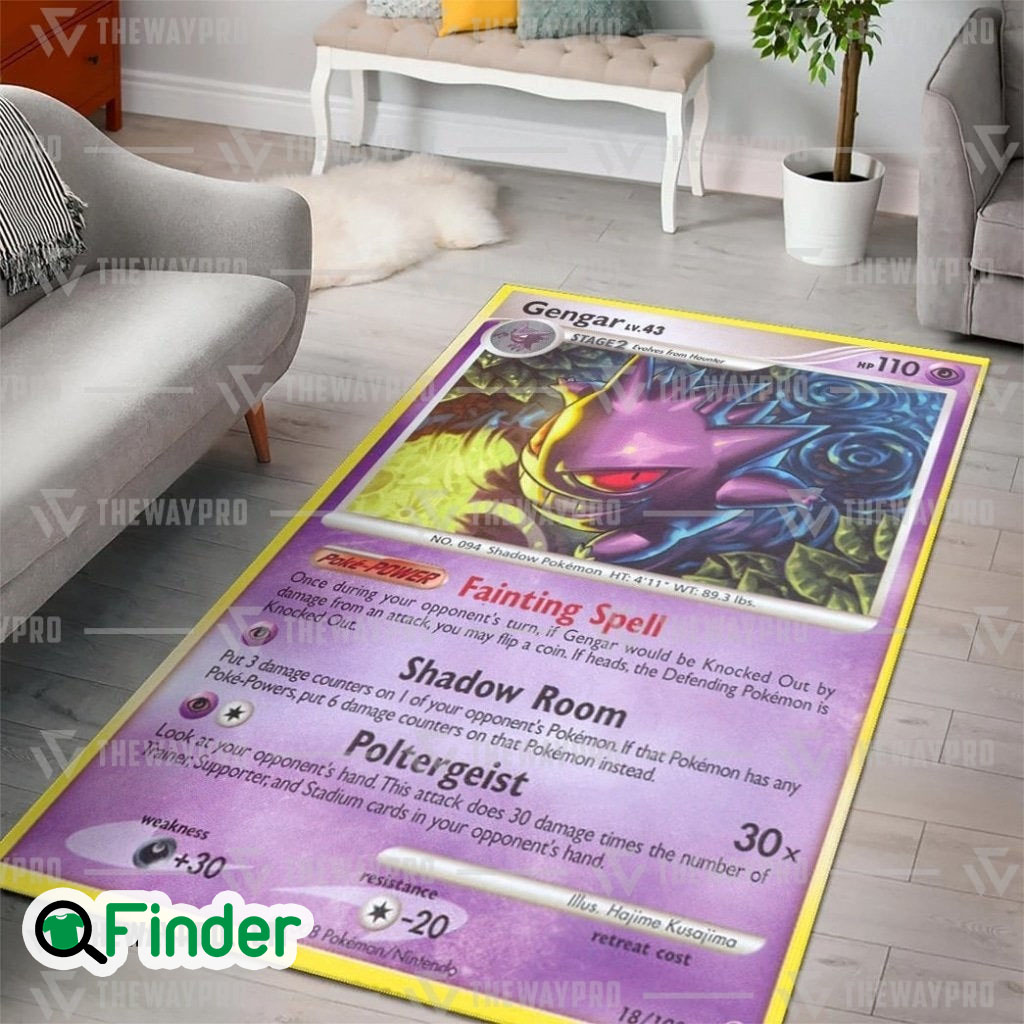 THEWAYPRO
Gengar LV.43
STAGE2 Evolves from Haunter
HP 110
NO. 094 Shadow Pokémon HT: 4'11" WT: 89.3 lbs.
Poké-POWER Fainting Spell
Once during your opponent's turn, if Gengar would be Knocked Out by
damage from an attack, you may flip a coin. If heads, the Defending Pokémon is
Knocked Out.
Shadow Room
Put 3 damage counters on 1 of your opponent's Pokémon. If that Pokémon has any
Poké-Powers, put 6 damage counters on that Pokémon instead.
Poltergeist
30x
Look at your opponent's hand. This attack does 30 damage times the number of
Trainer, Supporter, and Stadium cards in your opponent's hand.
weakness
+30
resistance
-20
Illus. Hajime Kusajima
retreat cost
8 Pokémon/Nintendo
Finder